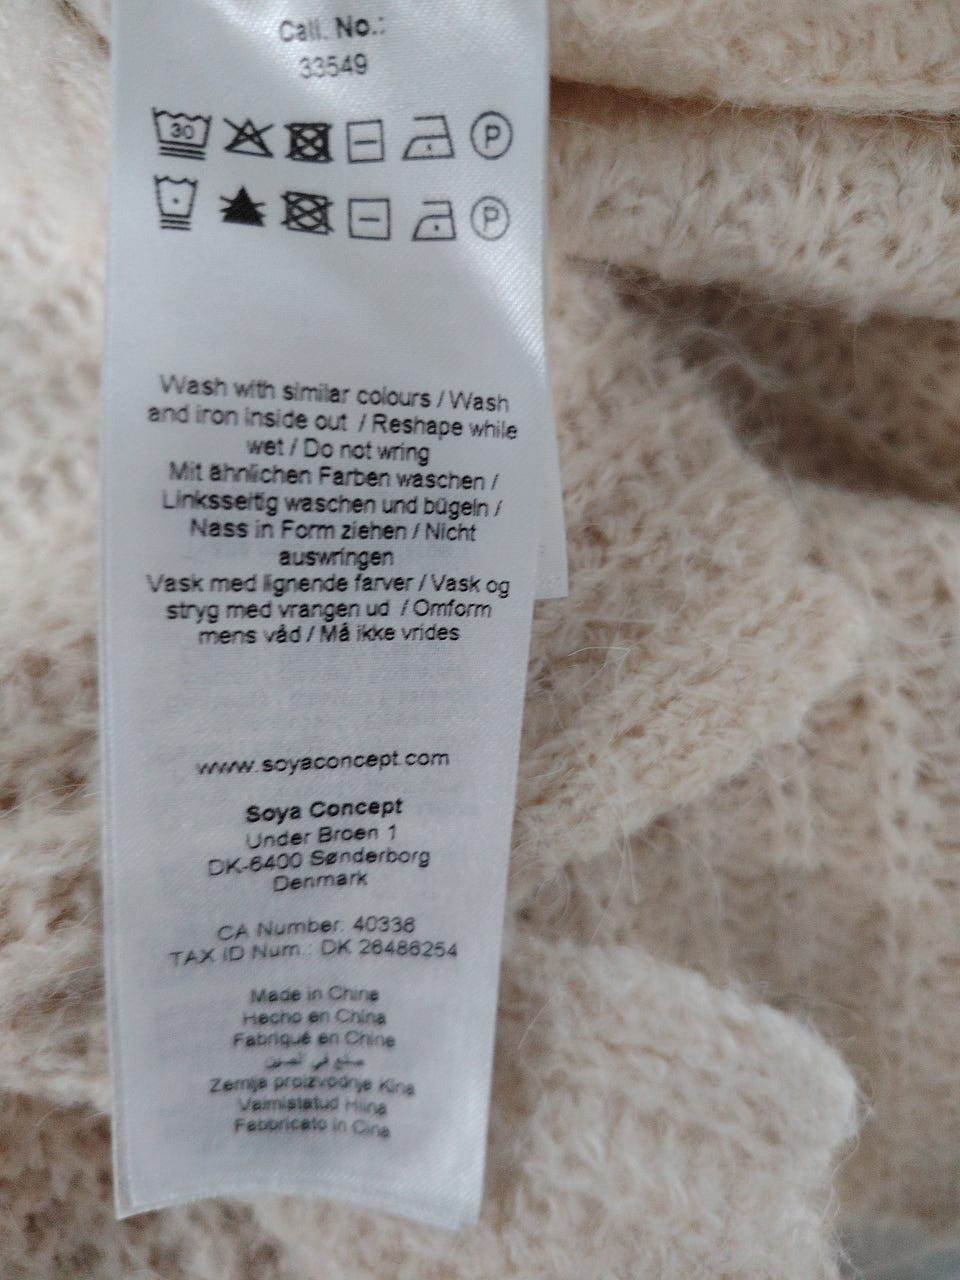 Call. No.:
33549
30 P
P
Wash with similar colours / Wash
and iron inside out / Reshape while
wet / Do not wring
Mit ähnlichen Farben waschen /
Linksseitig waschen und bügeln /
Nass in Form ziehen / Nicht
auswringen
Vask med lignende farver / Vask og
stryg med vrangen ud / Omform
mens våd / Må ikke vrides
www.soyaconcept.com
Soya Concept
Under Broen 1
DK-6400 Sønderborg
Denmark
CA Number: 40336
TAX ID Num.: DK 26486254
Made in China
Hecho en China
Fabriqué en Chine
صنع في الصين
Zemlja proizvodnje Kina
Valmistatud Hiina
Fabbricato in Cina